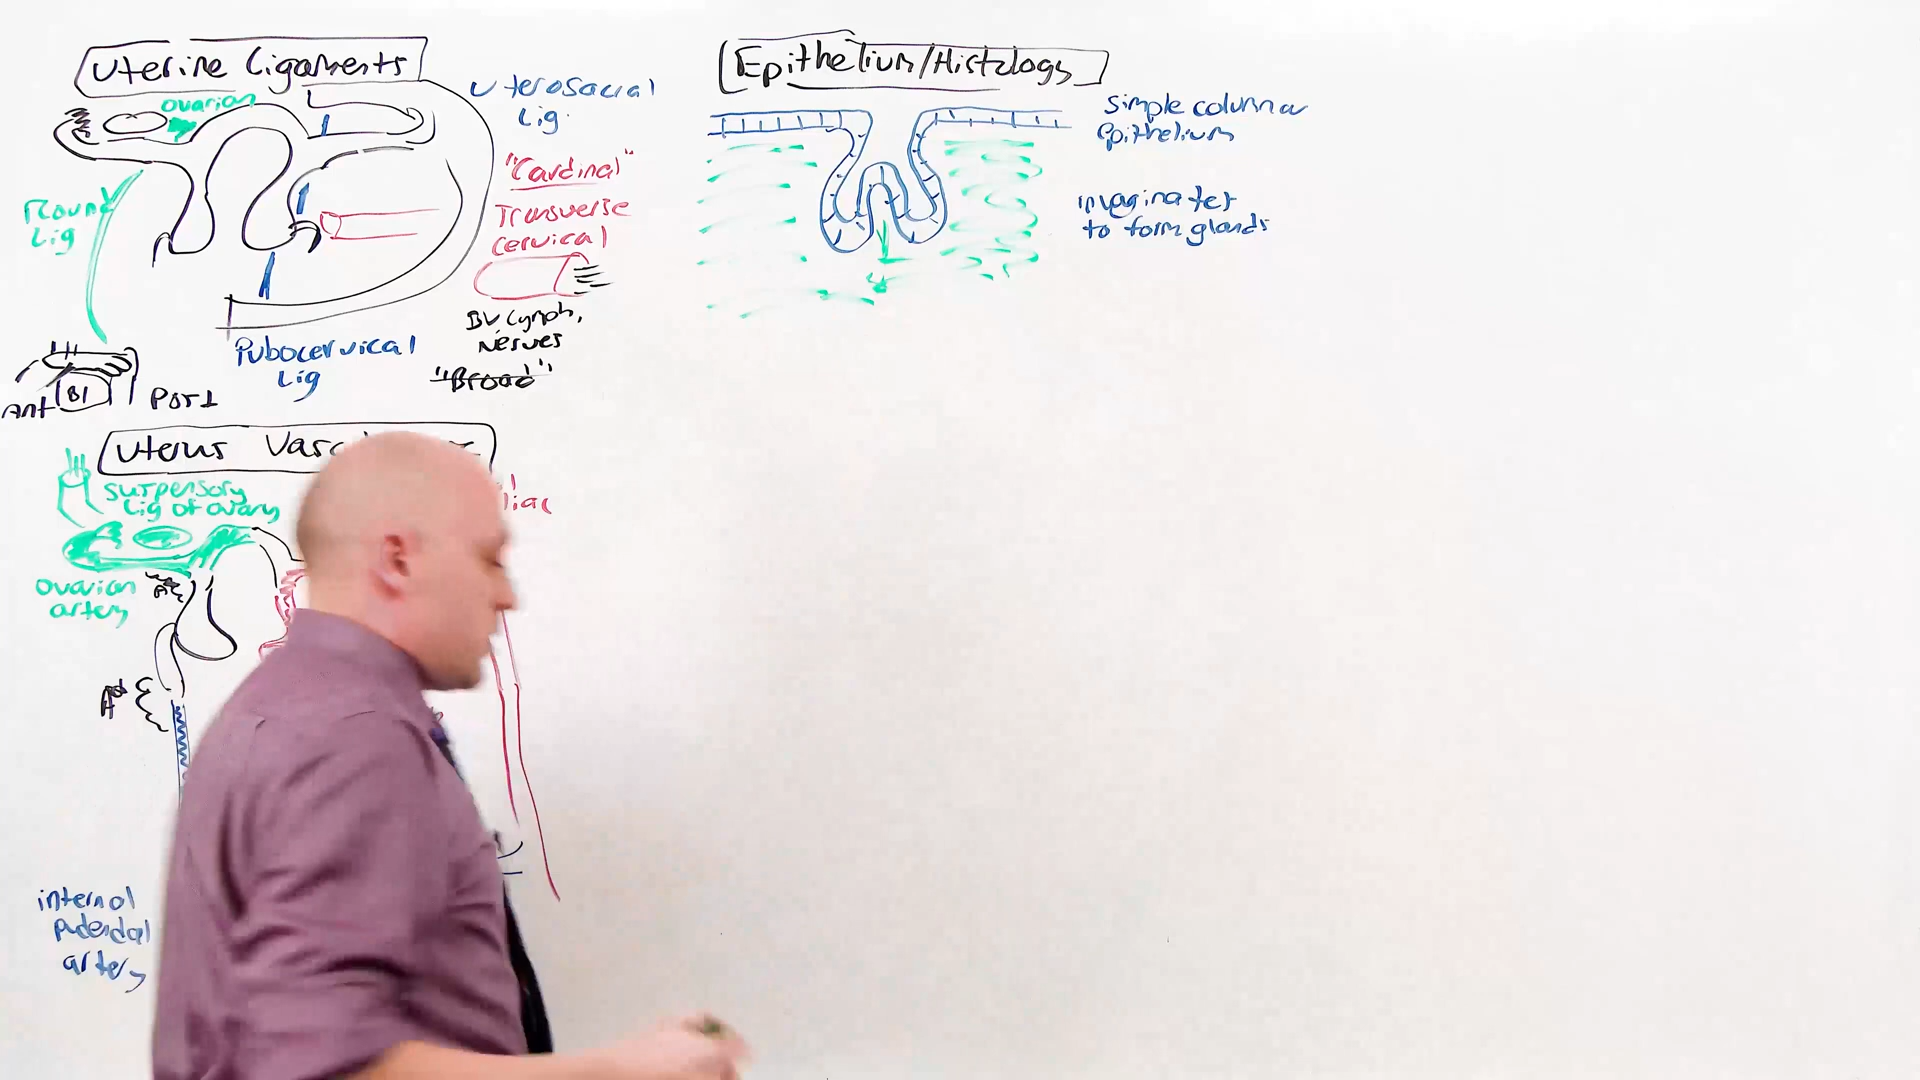 Uterine Ligaments
ovarian
Uterosacral
Lig.
"Cardinal"
Transverse
cervical
Round
Lig
BV Lymph,
Nerves
"Broad"
Pubocervical
Lig
Ant
Bl
Post
Uterus
suspensory
Lig of ovary
iliac
ovarian
artery
internal
pudendal
artery
Epithelium/Histology
simple columnar
Epithelium
invaginates
to form glands